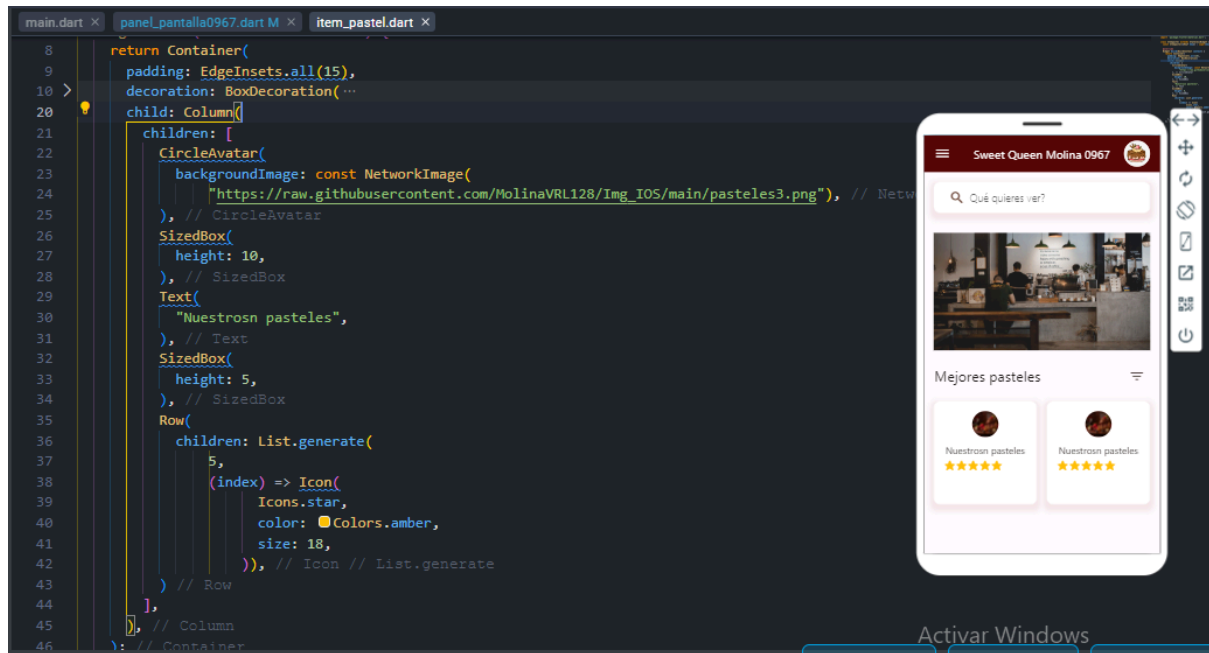 main.dart ×
panel_pantalla0967.dart M ×
item_pastel.dart ×
8 return Container(
9 padding: EdgeInsets.all(15),
10 decoration: BoxDecoration(…
20 child: Column(
21 children: [
22 CircleAvatar(
23 backgroundImage: const NetworkImage(
24 "https://raw.githubusercontent.com/MolinaVRL128/Img_IOS/main/pasteles3.png"), // Netw
25 ), // CircleAvatar
26 SizedBox(
27 height: 10,
28 ), // SizedBox
29 Text(
30 "Nuestrosn pasteles",
31 ), // Text
32 SizedBox(
33 height: 5,
34 ), // SizedBox
35 Row(
36 children: List.generate(
37 5,
38 (index) => Icon(
39 Icons.star,
40 color: Colors.amber,
41 size: 18,
42 )), // Icon // List.generate
43 ) // Row
44 ],
45 ), // Column
46 ); // Container
Sweet Queen Molina 0967
Qué quieres ver?
Mejores pasteles
Nuestrosn pasteles
Nuestrosn pasteles
Activar Windows